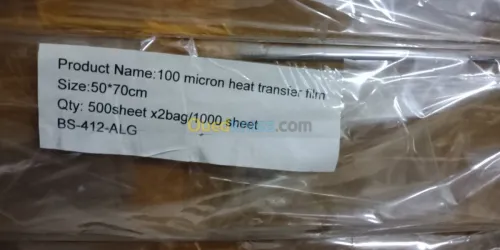 Product Name:100 micron heat transfer film
Size:50*70cm
Qty: 500sheet x2bag/1000 sheet
BS-412-ALG